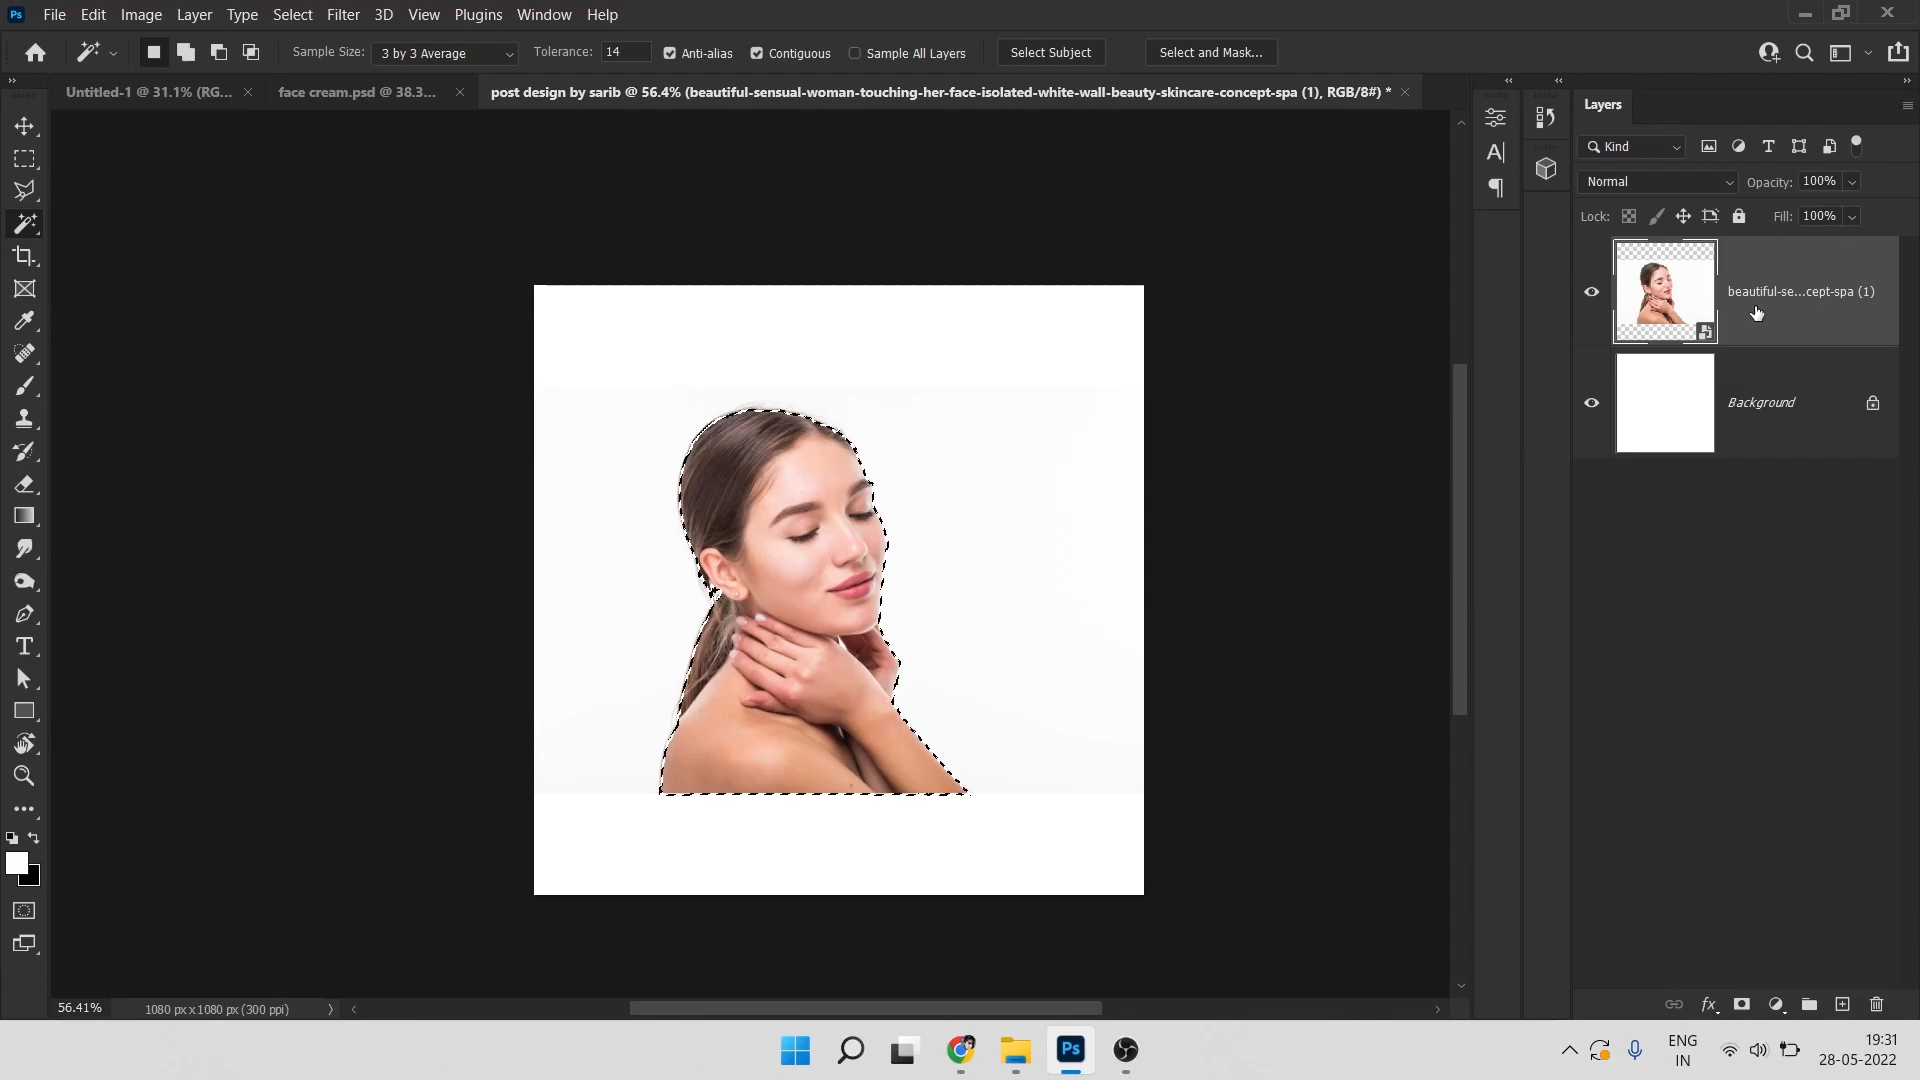 Ps File Edit Image Layer Type Select Filter 3D View Plugins Window Help
Sample Size: 3 by 3 Average Tolerance: 14 Anti-alias Contiguous Sample All Layers Select Subject Select and Mask...
Untitled-1 @ 31.1% (RG... face cream.psd @ 38.3... post design by sarib @ 56.4% (beautiful-sensual-woman-touching-her-face-isolated-white-wall-beauty-skincare-concept-spa (1), RGB/8#) *
Layers
Kind
Normal Opacity: 100%
Lock: Fill: 100%
beautiful-se...cept-spa (1)
Background
56.41% 1080 px x 1080 px (300 ppi)
Ps
ENG
IN
19:31
28-05-2022